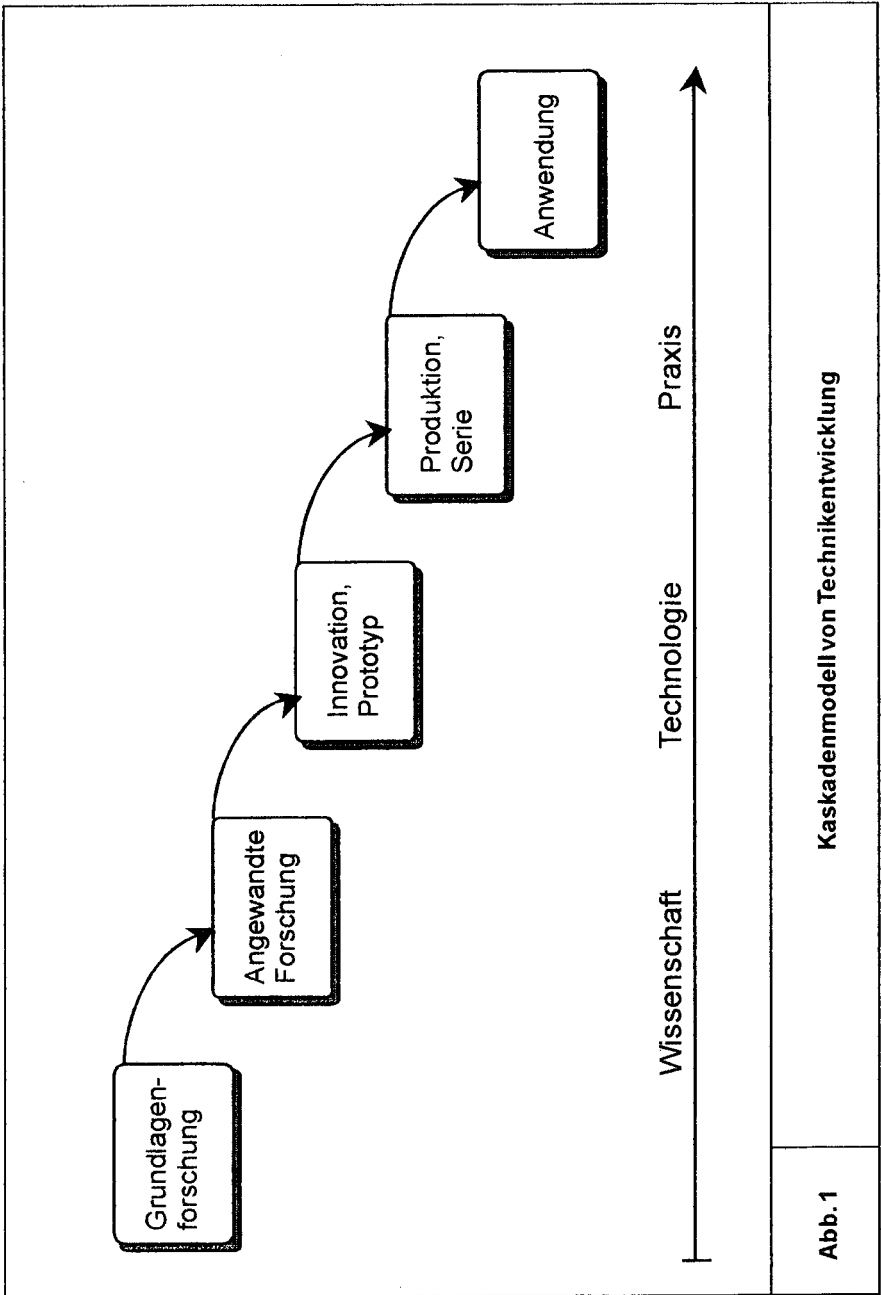 Grundlagen-
forschung
Angewandte
Forschung
Innovation,
Prototyp
Produktion,
Serie
Anwendung
Wissenschaft
Technologie
Praxis
Abb.1
Kaskadenmodell von Technikentwicklung